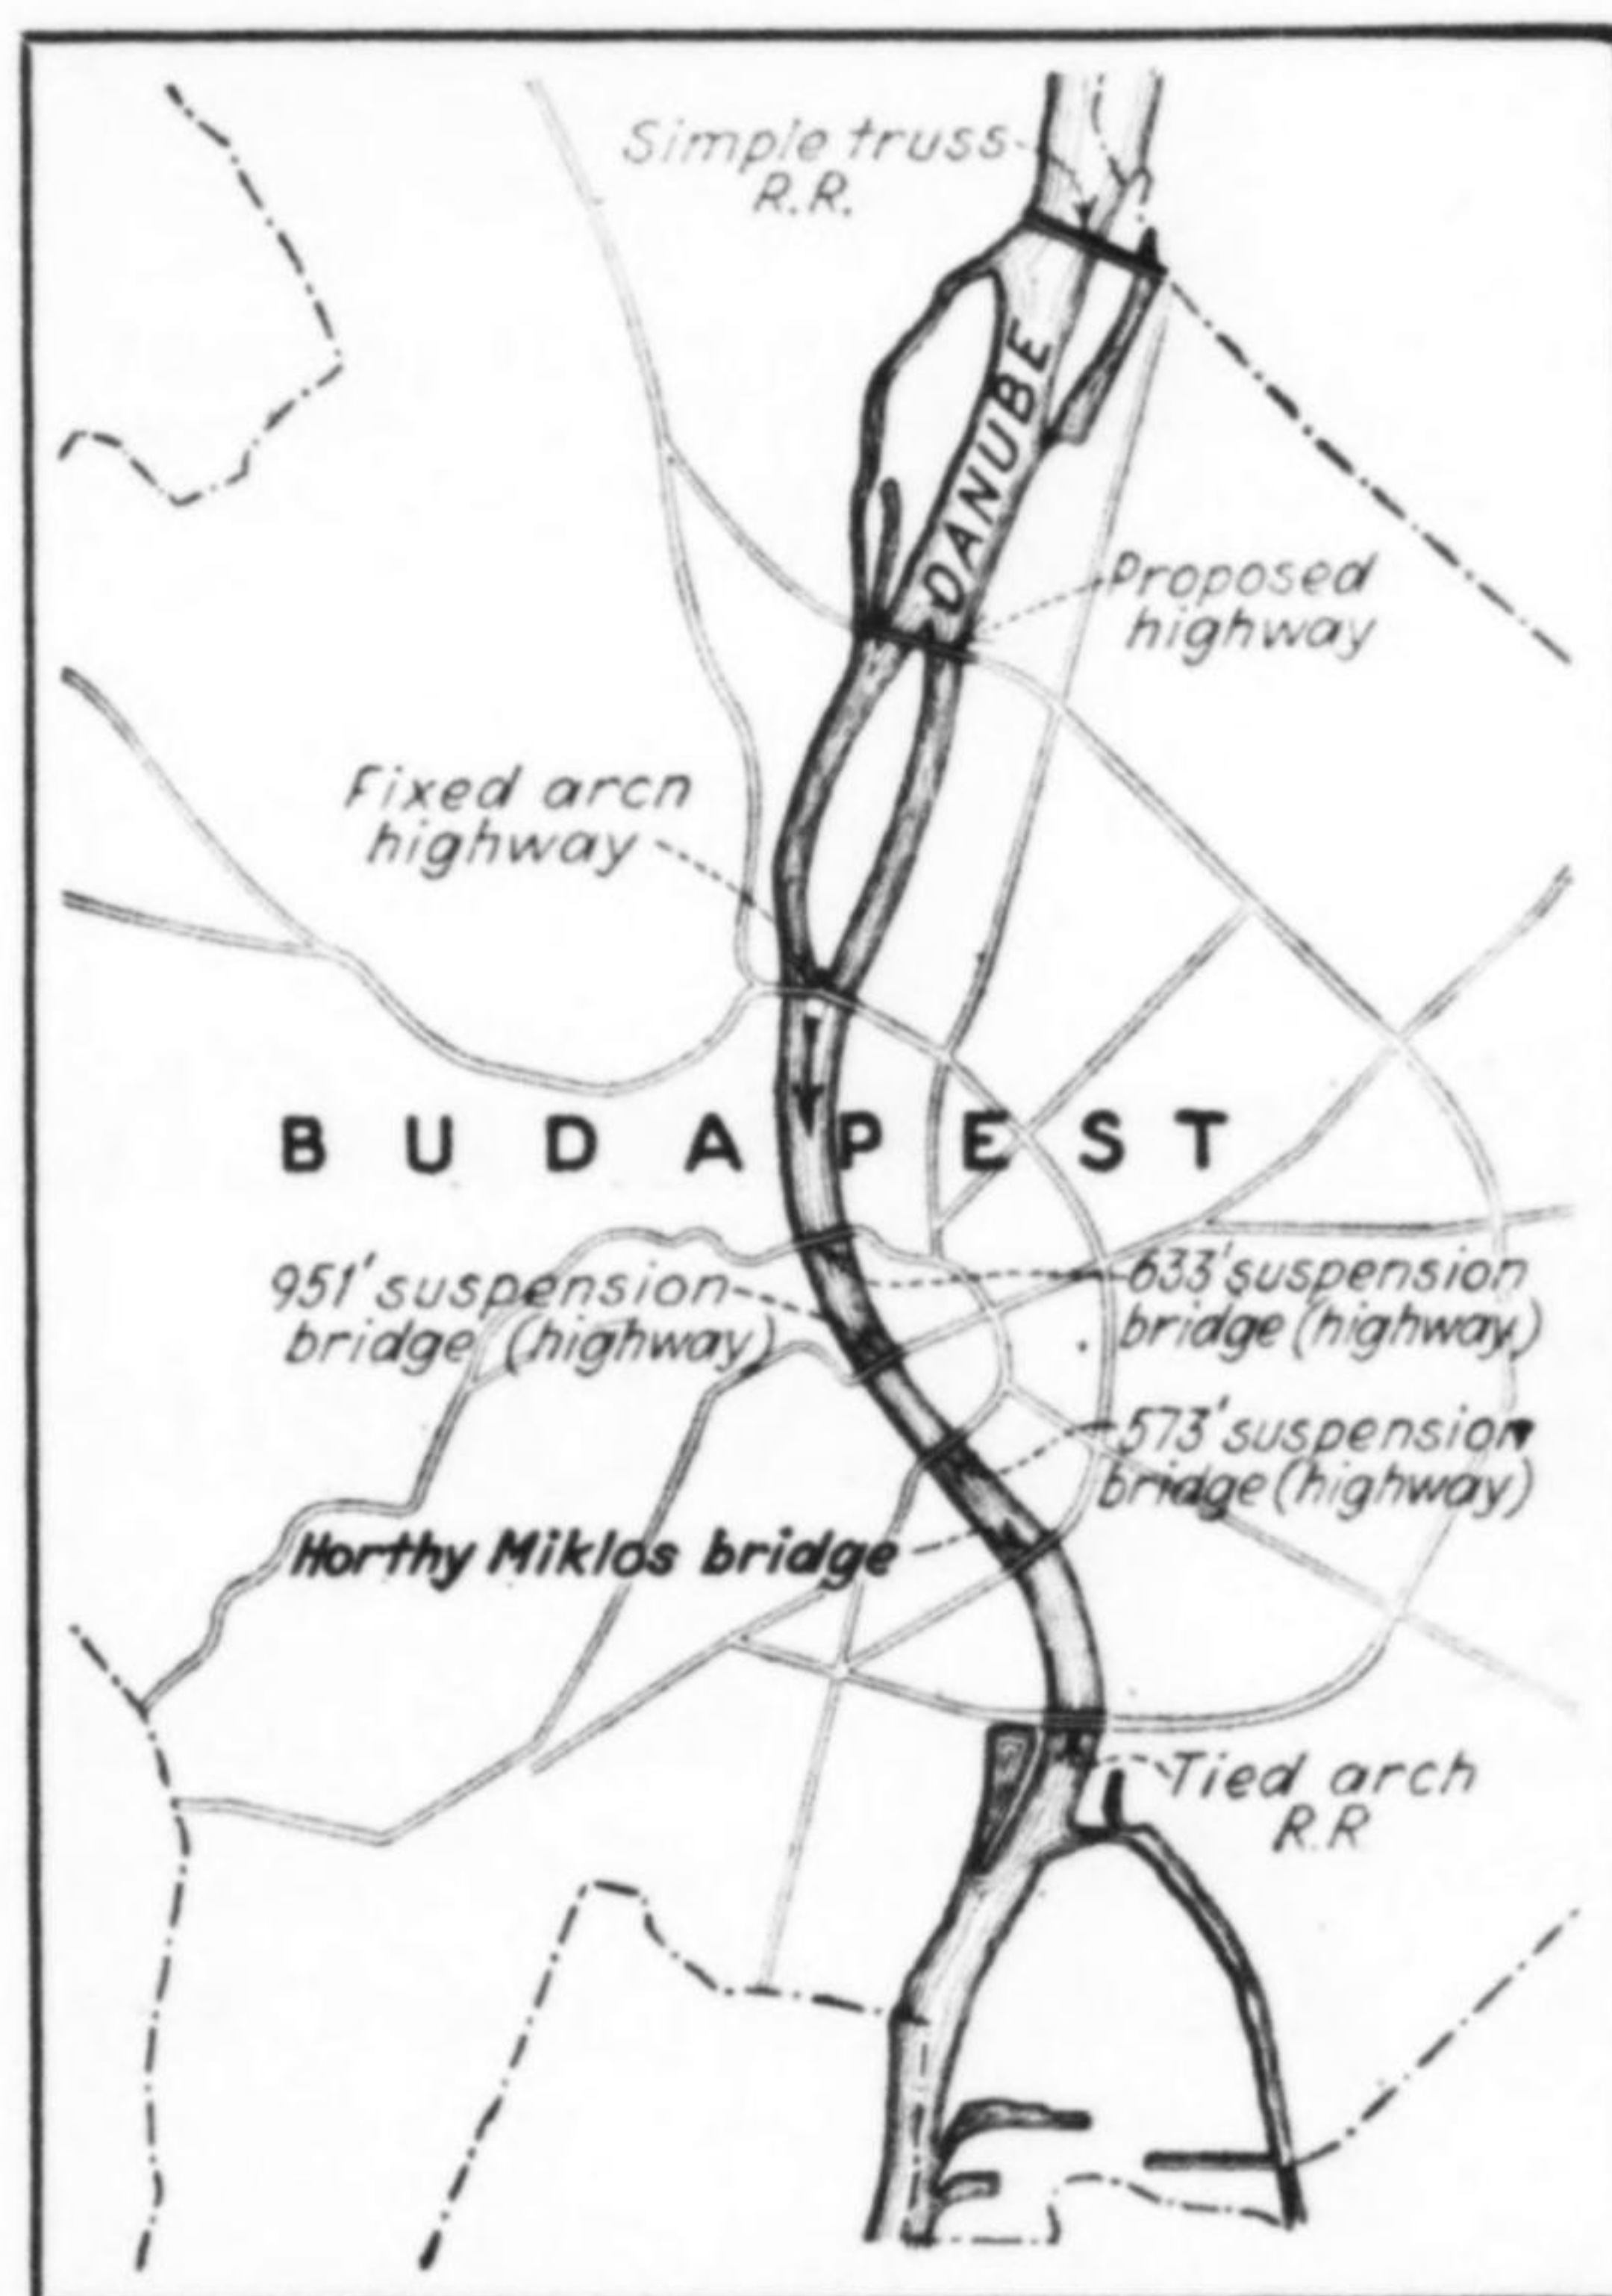 Simple truss
R.R.
DANUBE
Proposed
highway
Fixed arch
highway
BUDAPEST
951' suspension
bridge (highway)
633' suspension
bridge (highway)
573' suspension
bridge (highway)
Horthy Miklós bridge
Tied arch
R.R